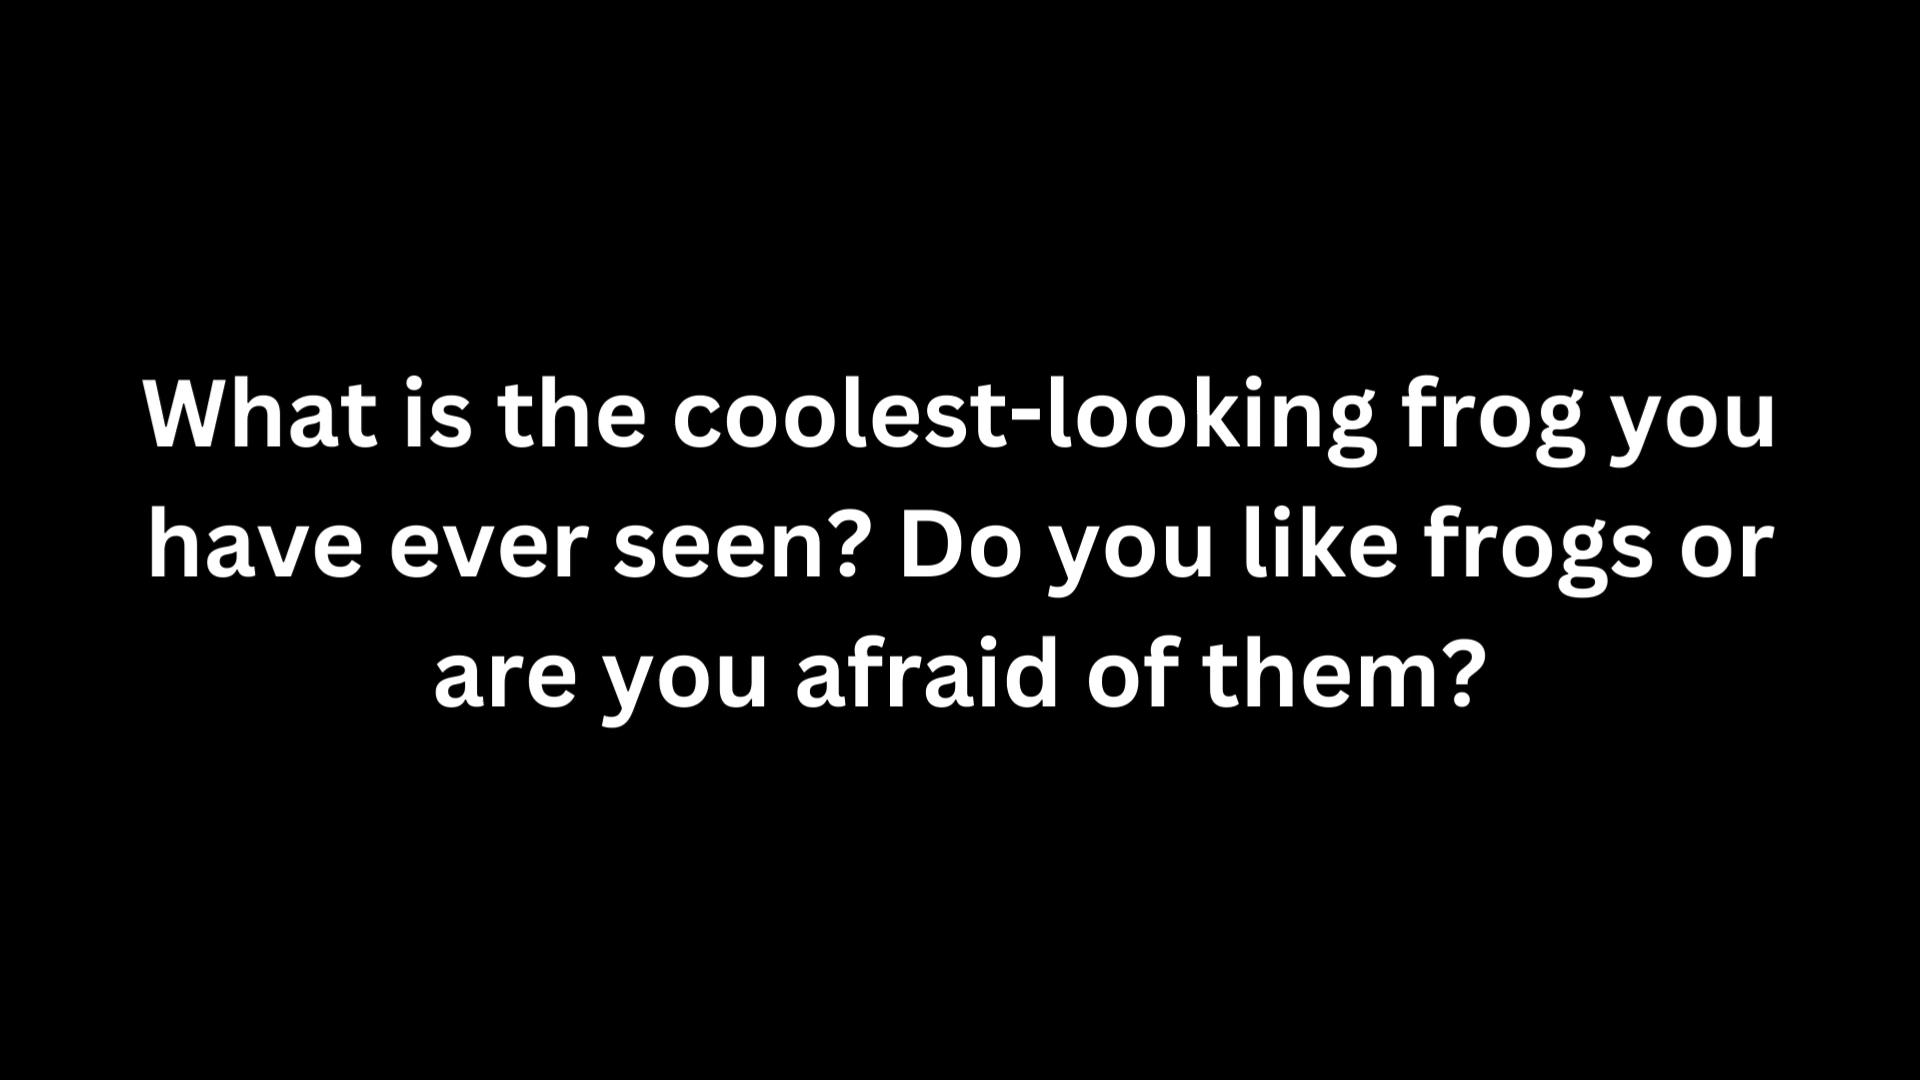 What is the coolest-looking frog you
have ever seen? Do you like frogs or
are you afraid of them?